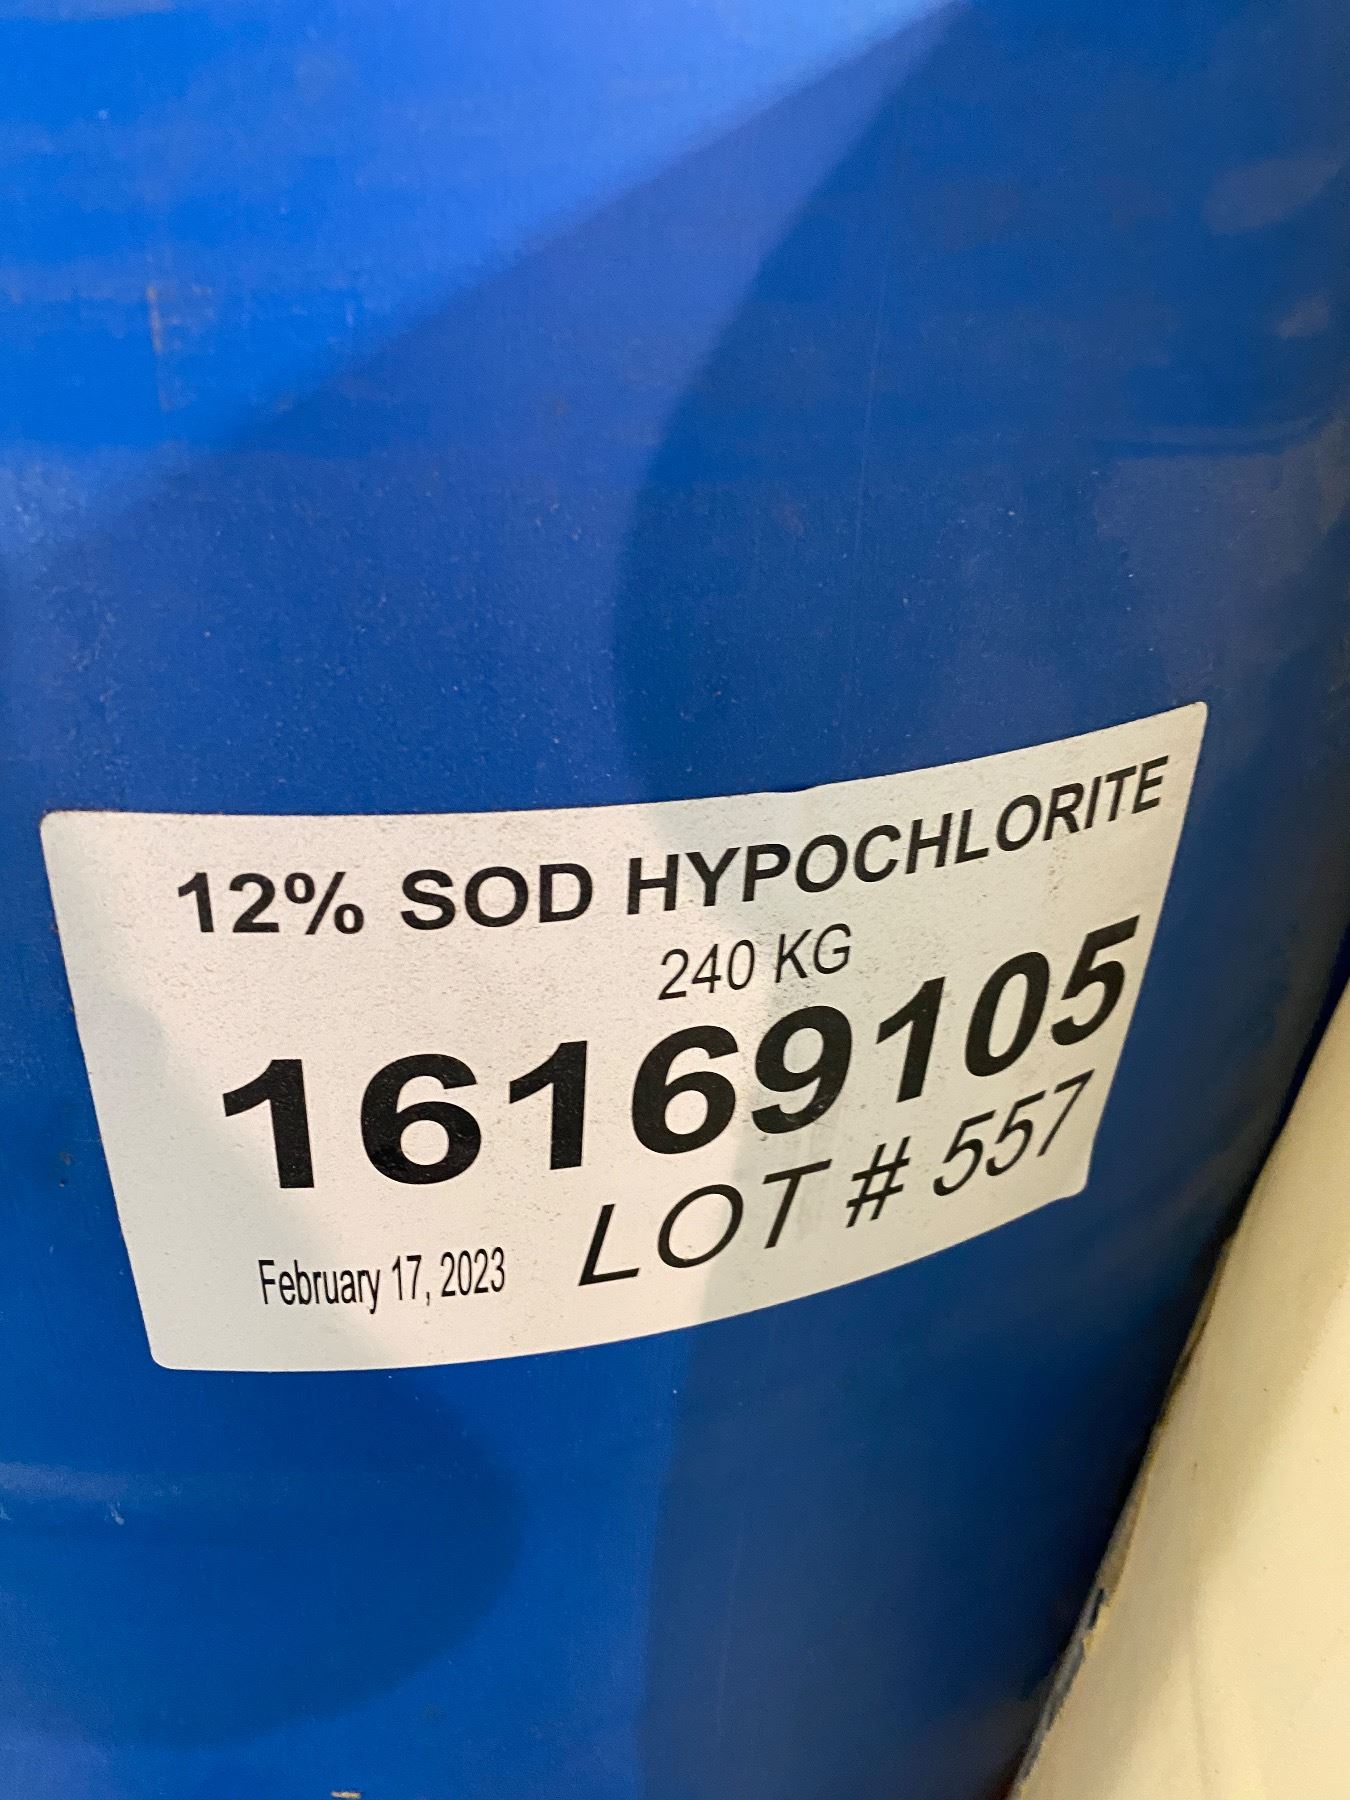 12% SOD HYPOCHLORITE
240 KG
16169105
February 17, 2023 LOT # 557